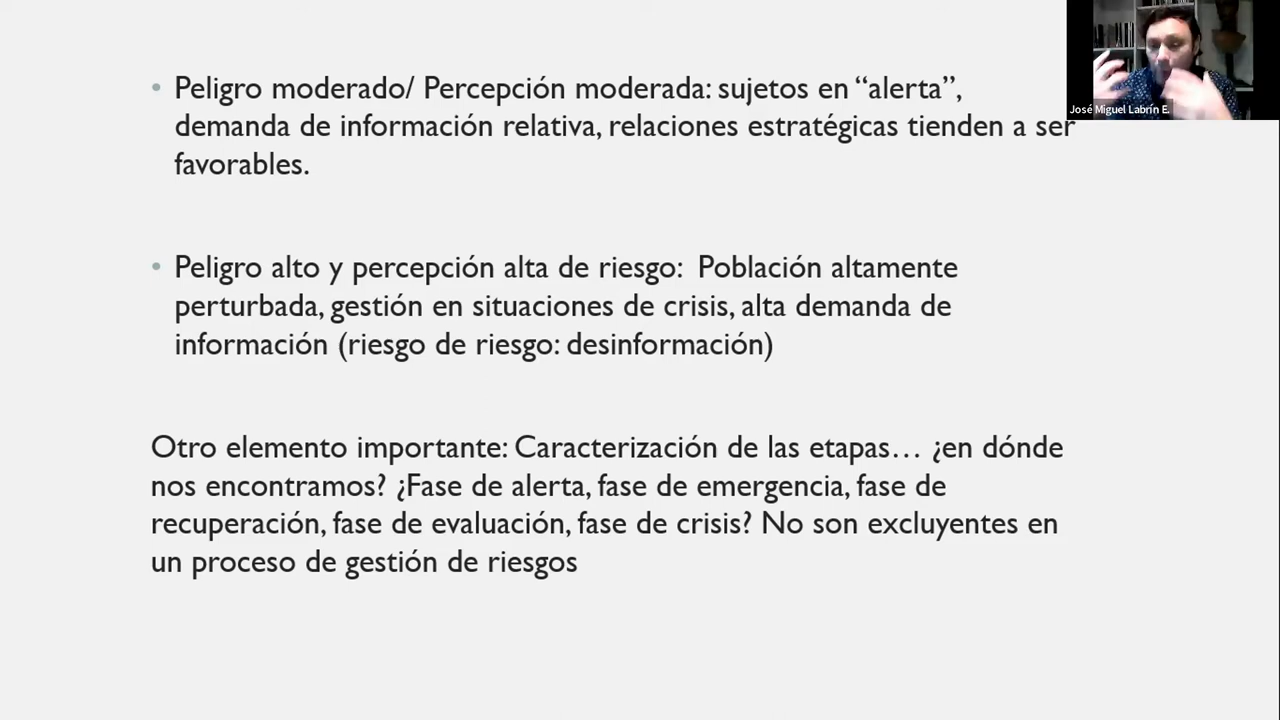 • Peligro moderado/ Percepción moderada: sujetos en “alerta”,
demanda de información relativa, relaciones estratégicas tienden a ser
favorables.
• Peligro alto y percepción alta de riesgo: Población altamente
perturbada, gestión en situaciones de crisis, alta demanda de
información (riesgo de riesgo: desinformación)
Otro elemento importante: Caracterización de las etapas… ¿en dónde
nos encontramos? ¿Fase de alerta, fase de emergencia, fase de
recuperación, fase de evaluación, fase de crisis? No son excluyentes en
un proceso de gestión de riesgos
José Miguel Labrín E.